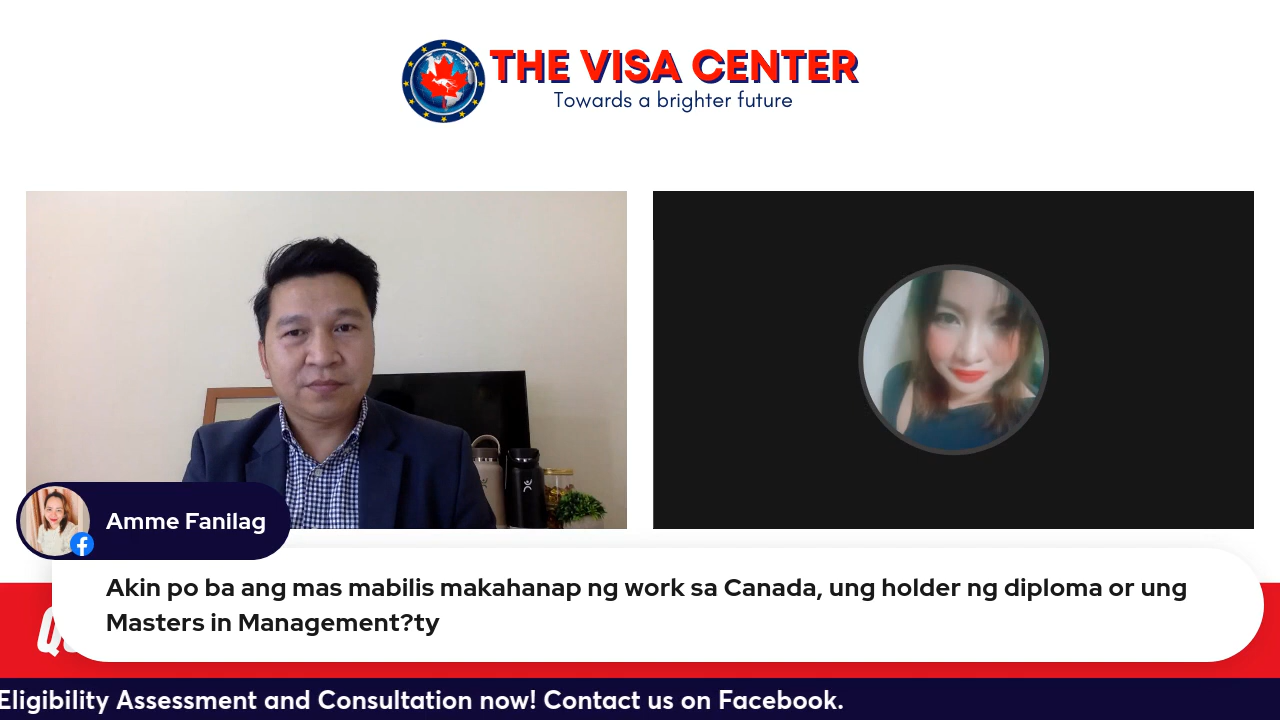 THE VISA CENTER
Towards a brighter future
Amme Fanilag
Akin po ba ang mas mabilis makahanap ng work sa Canada, ung holder ng diploma or ung
Masters in Management?ty
Eligibility Assessment and Consultation now! Contact us on Facebook.